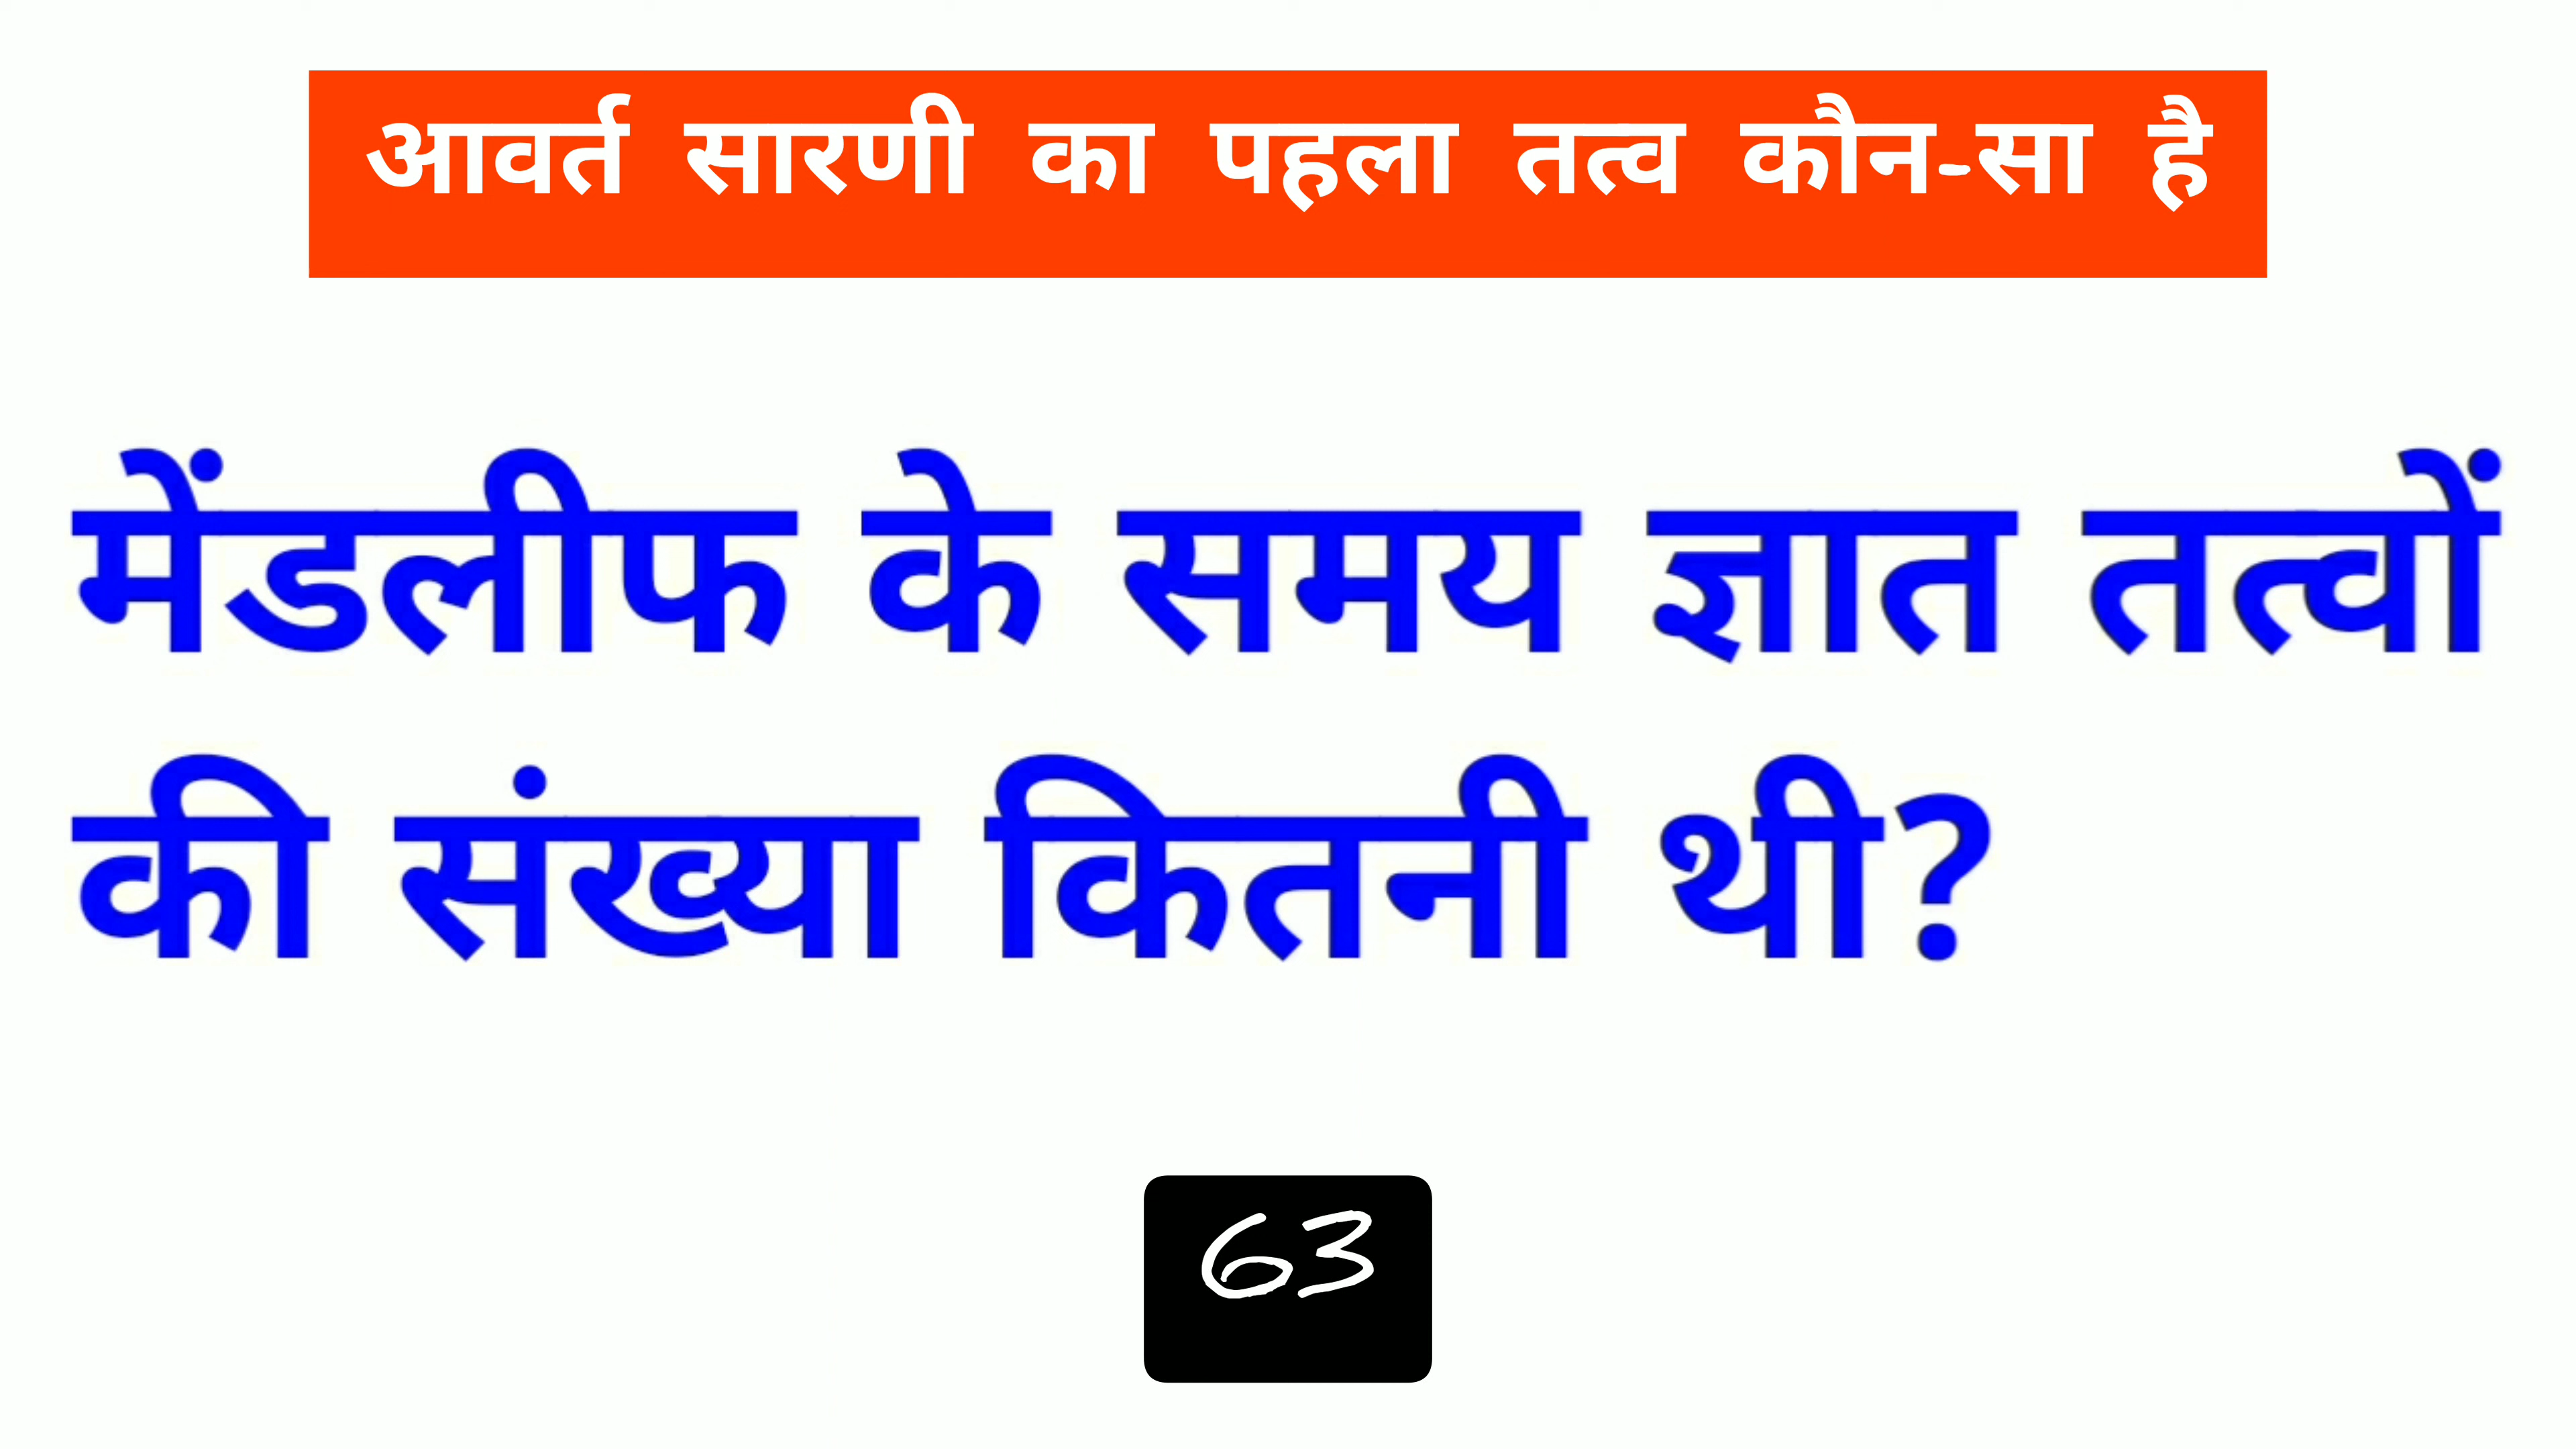 आवर्त सारणी का पहला तत्व कौन-सा है
मेंडलीफ के समय ज्ञात तत्वों
की संख्या कितनी थी?
63